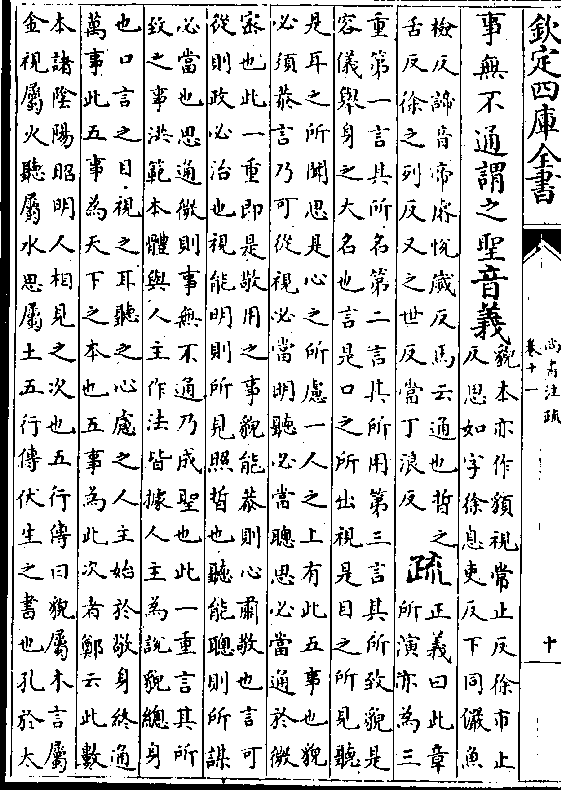 欽定四庫全書
尚書注疏
卷十一
十
事無不通謂之聖音義
貌本亦作䫉視常止反徐市止
反思如字徐息吏反下同儼魚
檢反諦音帝睿悅歲反馬云通也哲之
舌反徐之列反又之世反當丁浪反
疏
正義曰此章
所演亦為三
重第一言其所名第二言其所用第三言其所致貌是
容儀舉身之大名也言是口之所出視是目之所見聽
是耳之所聞思是心之所慮一人之上有此五事也貌
必須恭言乃可從視必當明聽必當聰思必當通於微
密也此一重即是敬用之事貌能恭則心肅敬也言可
從則政必治也視能明則所見照哲也聽能聰則所謀
必當也思通微則事無不通乃成聖也此一重言其所
致之事洪範本體與人主作法皆據人主為說貌總身
也口言之目視之耳聽之心慮之人主始於敬身終通
萬事此五事為天下之本也五事為此次者鄭云此數
本諸陰陽昭明人相見之次也五行傳曰貌屬木言屬
金視屬火聽屬水思屬土五行傳伏生之書也孔於太